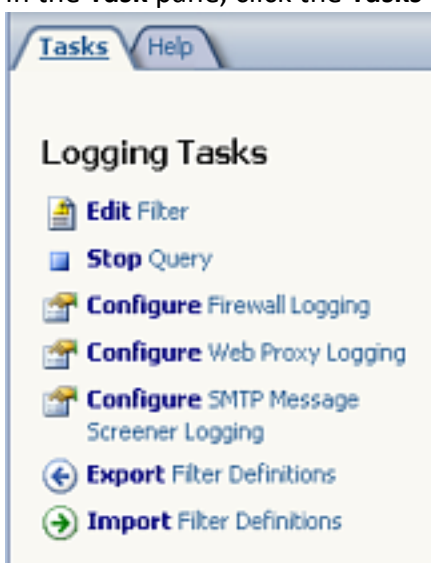 In the Task pane, click the Tasks
Tasks Help
Logging Tasks
Edit Filter
Stop Query
Configure Firewall Logging
Configure Web Proxy Logging
Configure SMTP Message
Screener Logging
Export Filter Definitions
Import Filter Definitions